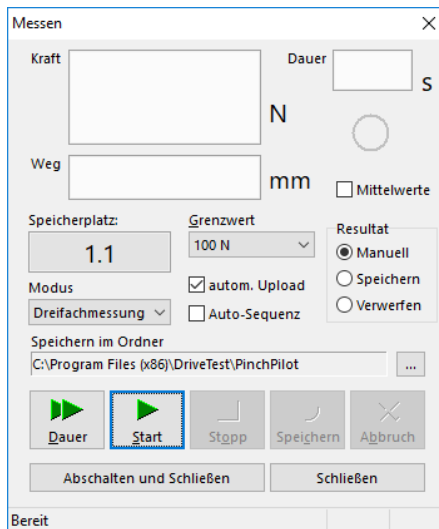 Messen
Kraft
Dauer
s
N
Weg
mm
Mittelwerte
Speicherplatz:
Grenzwert
Resultat
1.1
100 N
Manuell
Modus
autom. Upload
Speichern
Dreifachmessung
Auto-Sequenz
Verwerfen
Speichern im Ordner
C:\Program Files (x86)\DriveTest\PinchPilot
...
Dauer
Start
Stopp
Speichern
Abbruch
Abschalten und Schließen
Schließen
Bereit